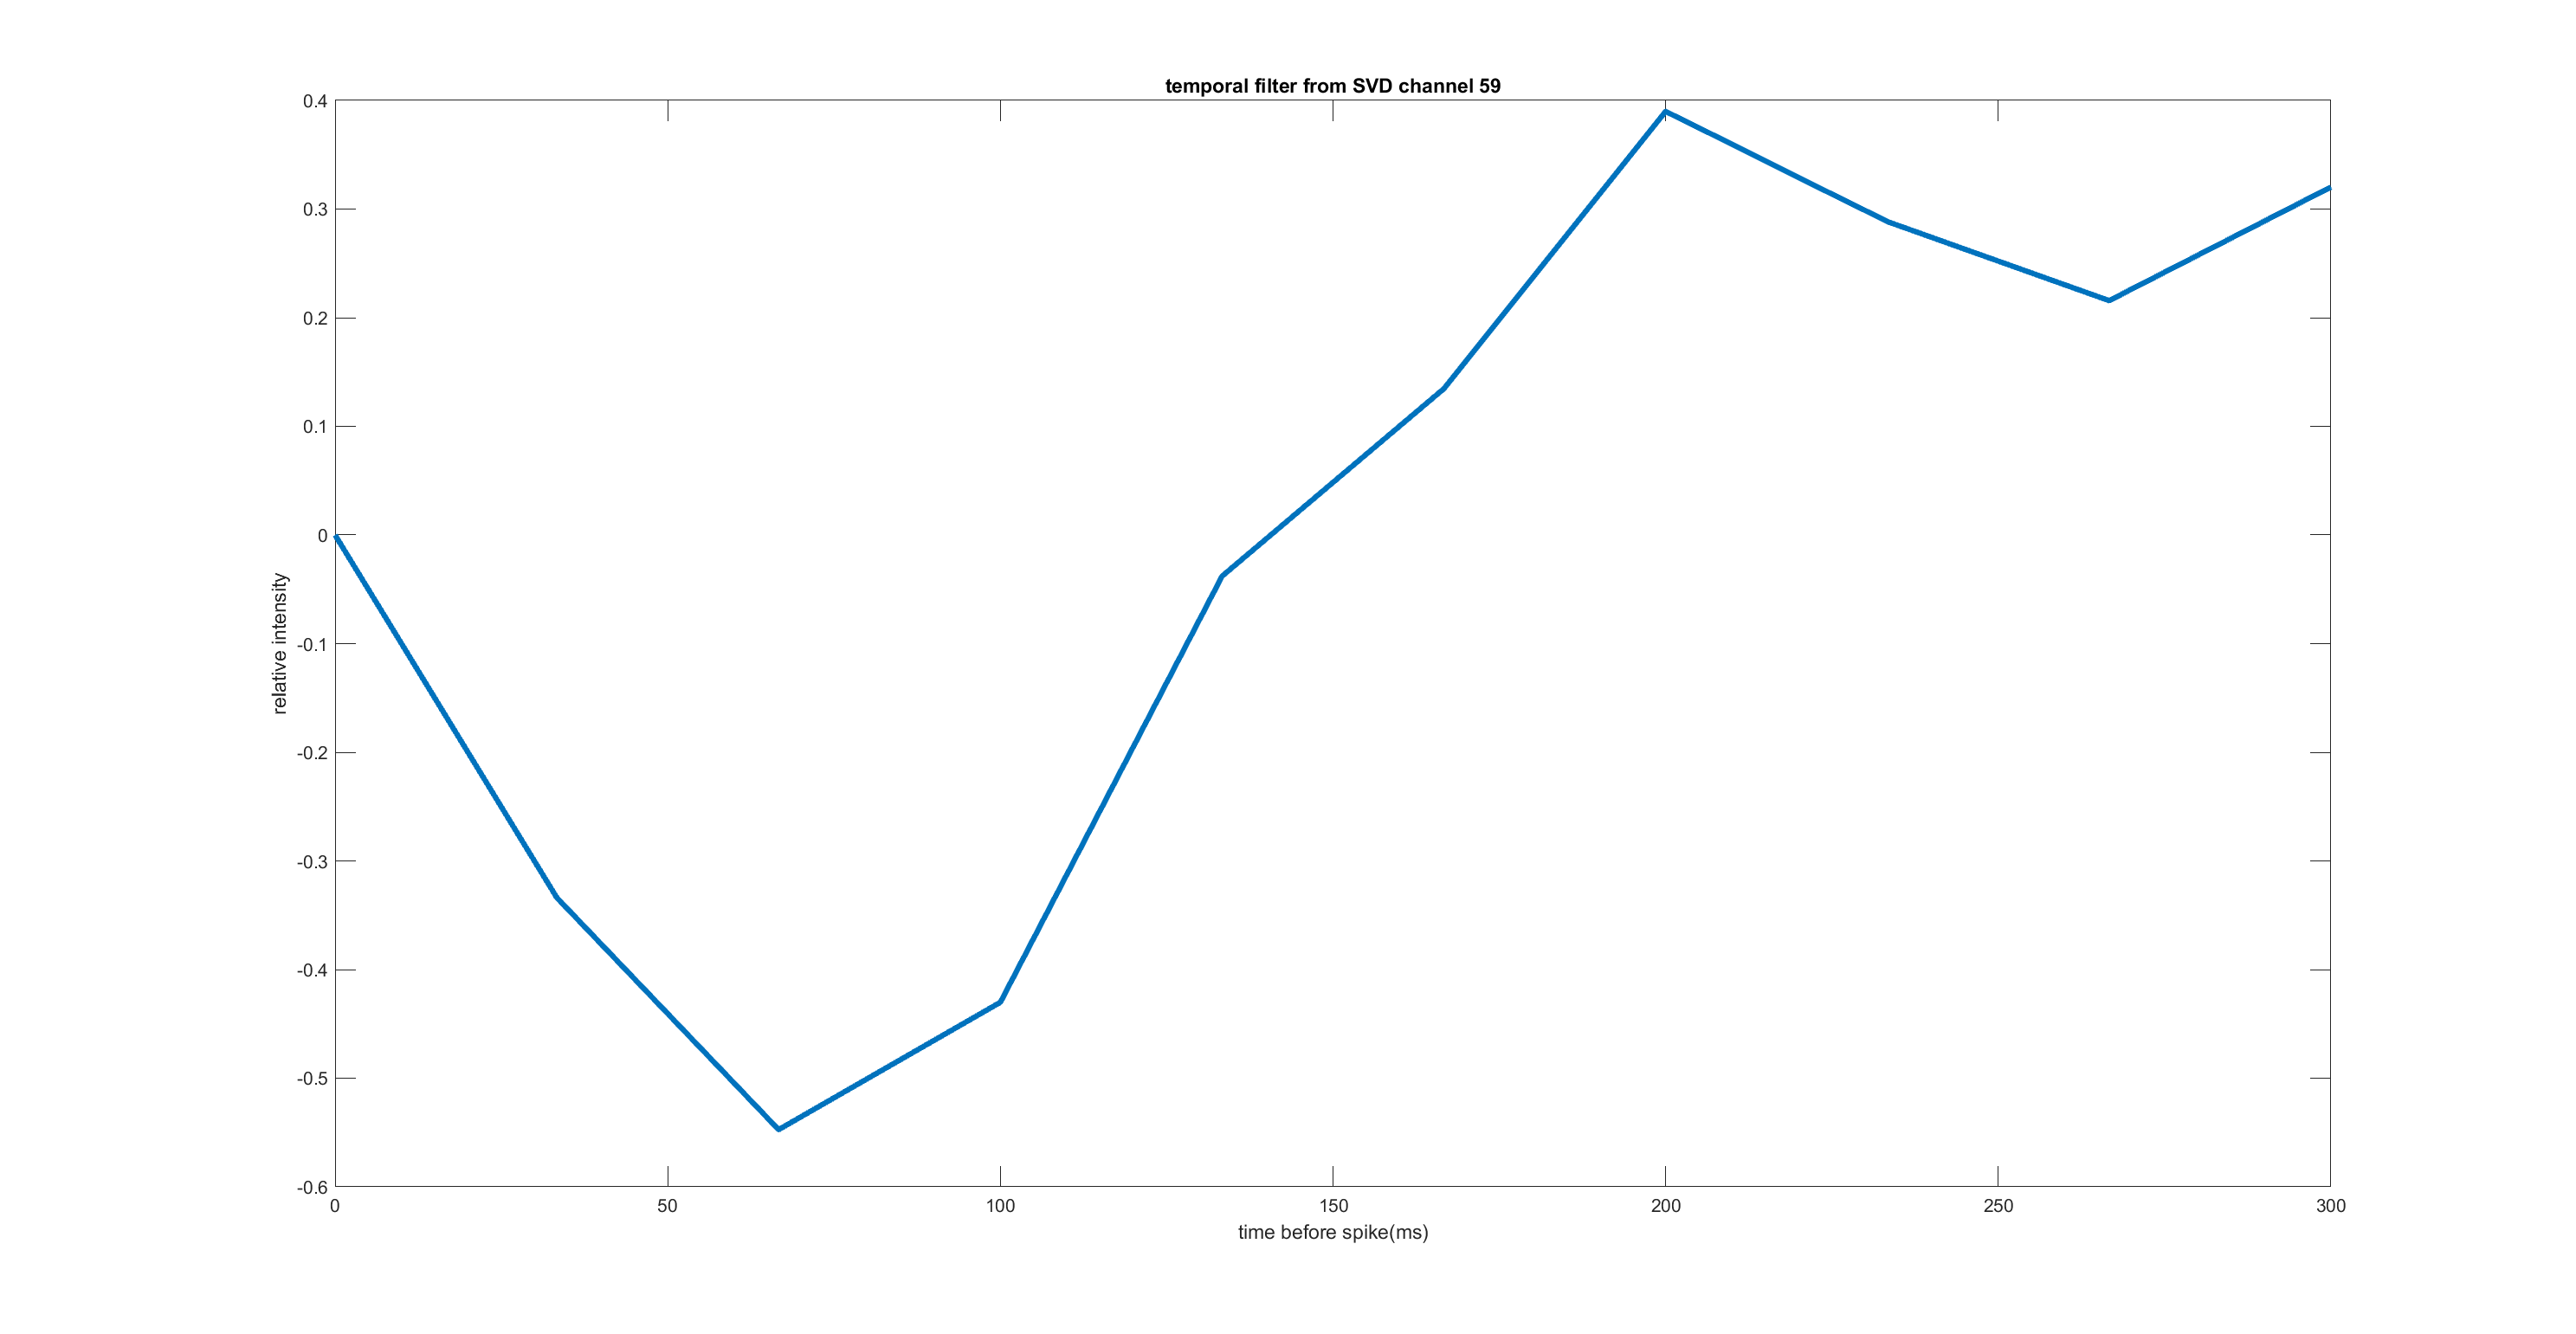 temporal filter from SVD channel 59
0.4
0.3
0.2
0.1
0
-0.1
-0.2
-0.3
-0.4
-0.5
-0.6
relative intensity
0 50 100 150 200 250 300
time before spike(ms)